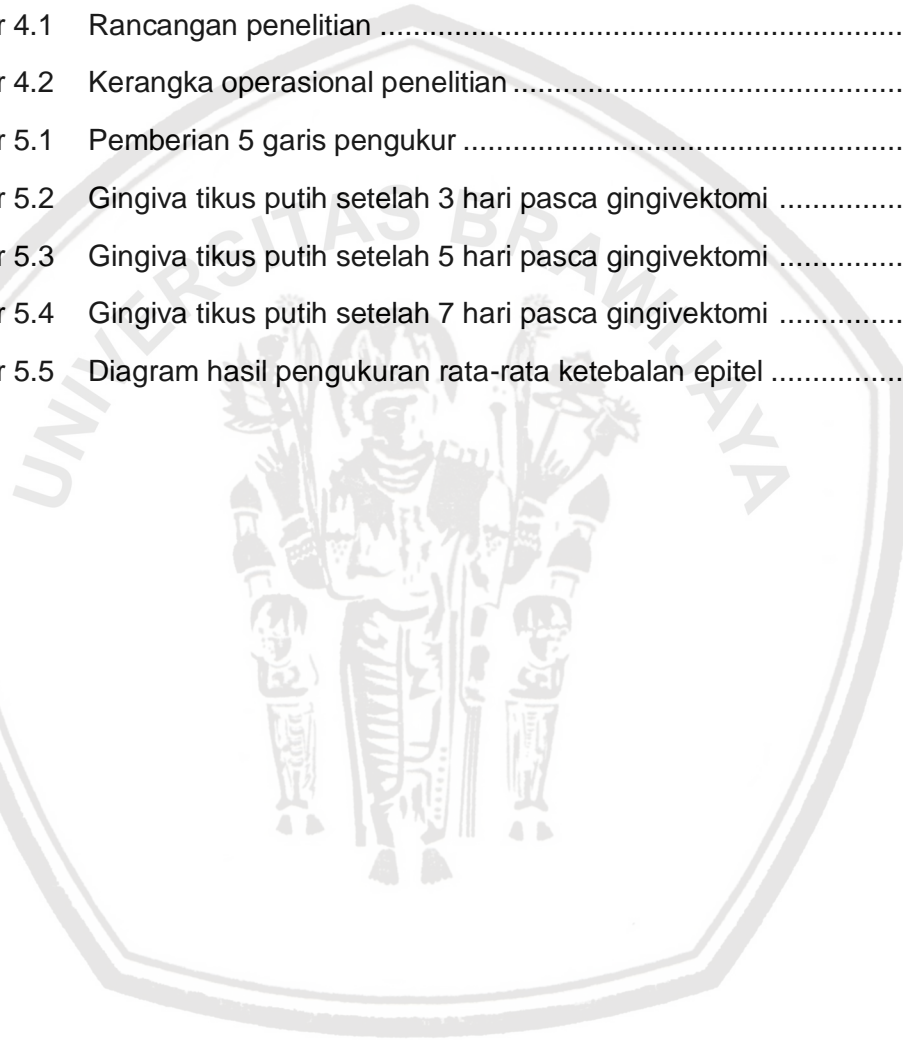 r 4.1 Rancangan penelitian ................................................................
r 4.2 Kerangka operasional penelitian ................................................
r 5.1 Pemberian 5 garis pengukur ......................................................
r 5.2 Gingiva tikus putih setelah 3 hari pasca gingivektomi ...............
r 5.3 Gingiva tikus putih setelah 5 hari pasca gingivektomi ...............
r 5.4 Gingiva tikus putih setelah 7 hari pasca gingivektomi ...............
r 5.5 Diagram hasil pengukuran rata-rata ketebalan epitel ................
UNIVERSITAS BRAWIJAYA